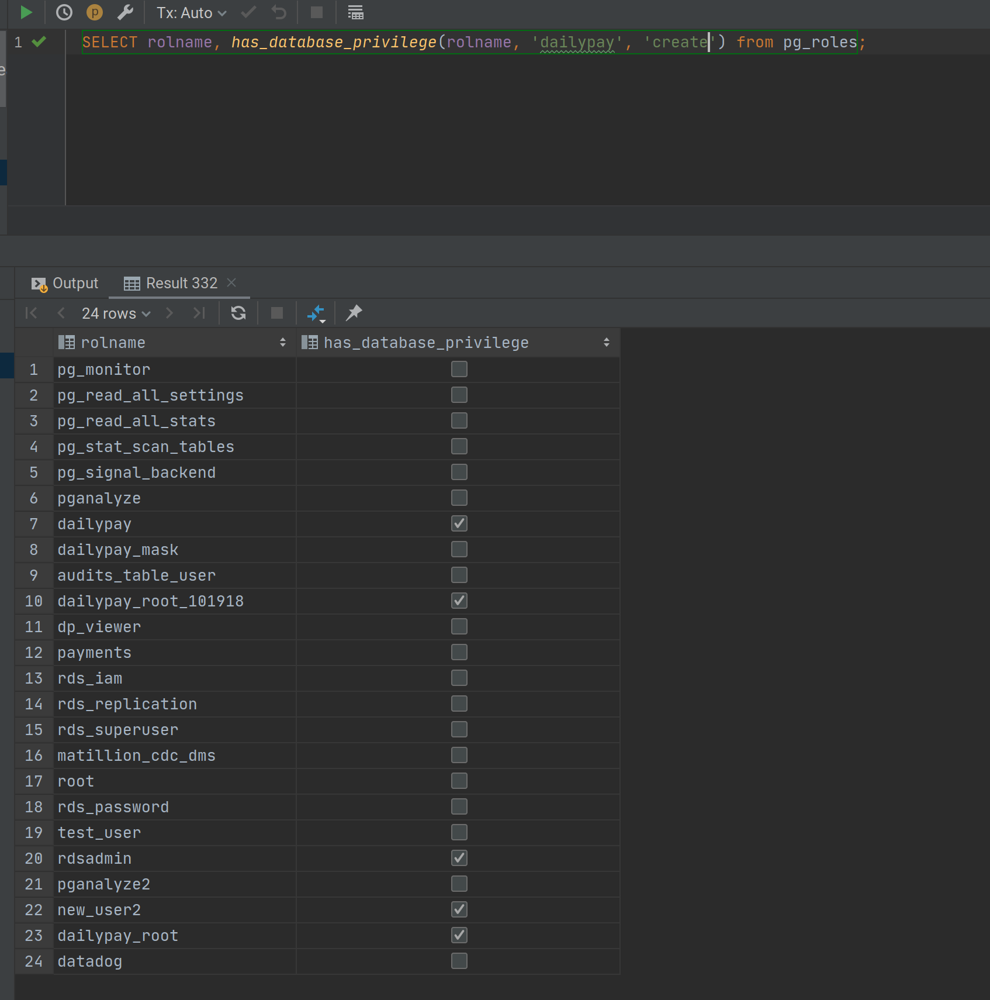 p Tx: Auto
1 SELECT rolname, has_database_privilege(rolname, 'dailypay', 'create') from pg_roles;
e
Output Result 332
24 rows
rolname has_database_privilege
1 pg_monitor
2 pg_read_all_settings
3 pg_read_all_stats
4 pg_stat_scan_tables
5 pg_signal_backend
6 pganalyze
7 dailypay
8 dailypay_mask
9 audits_table_user
10 dailypay_root_101918
11 dp_viewer
12 payments
13 rds_iam
14 rds_replication
15 rds_superuser
16 matillion_cdc_dms
17 root
18 rds_password
19 test_user
20 rdsadmin
21 pganalyze2
22 new_user2
23 dailypay_root
24 datadog